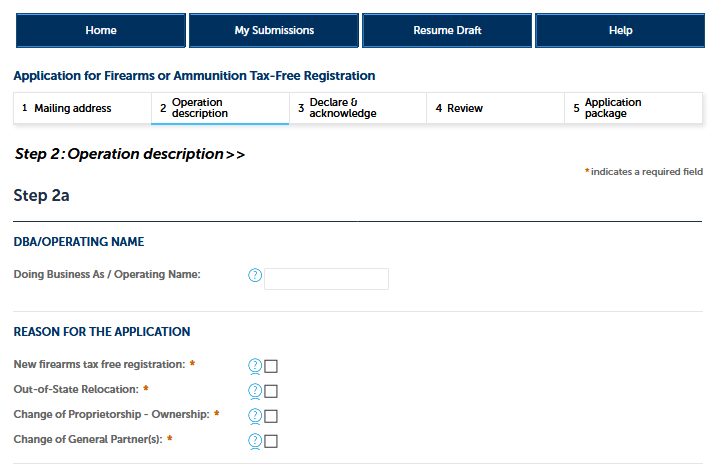 Home My Submissions Resume Draft Help
Application for Firearms or Ammunition Tax-Free Registration
1 Mailing address 2 Operation description 3 Declare & acknowledge 4 Review 5 Application package
Step 2: Operation description>>
* indicates a required field
Step 2a
DBA/OPERATING NAME
Doing Business As / Operating Name: ?
REASON FOR THE APPLICATION
New firearms tax free registration: * ?
Out-of-State Relocation: * ?
Change of Proprietorship - Ownership: * ?
Change of General Partner(s): * ?